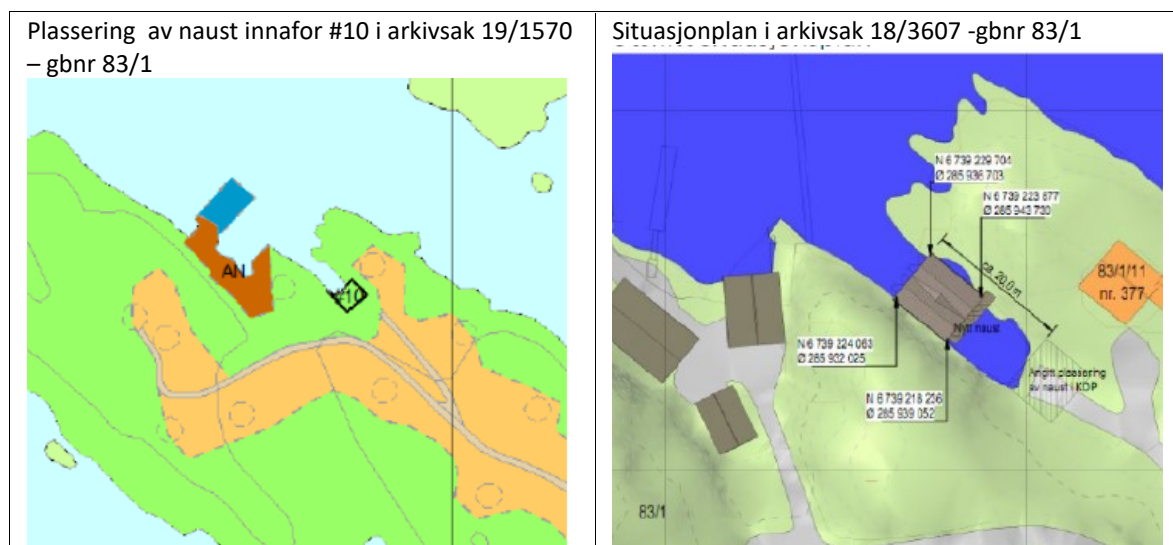 Plassering av naust innafor #10 i arkivsak 19/1570
– gbnr 83/1
AN
#10
Situasjonplan i arkivsak 18/3607 -gbnr 83/1
N 6 739 229 704
Ø 285 936 703
N 6 739 223 877
Ø 285 943 730
ca. 20,0 m
83/1/11
nr. 377
Nytt naust
N 6 739 224 063
Ø 285 932 025
Angitt plassering
av naust i KDP
N 6 739 218 236
Ø 285 939 052
83/1